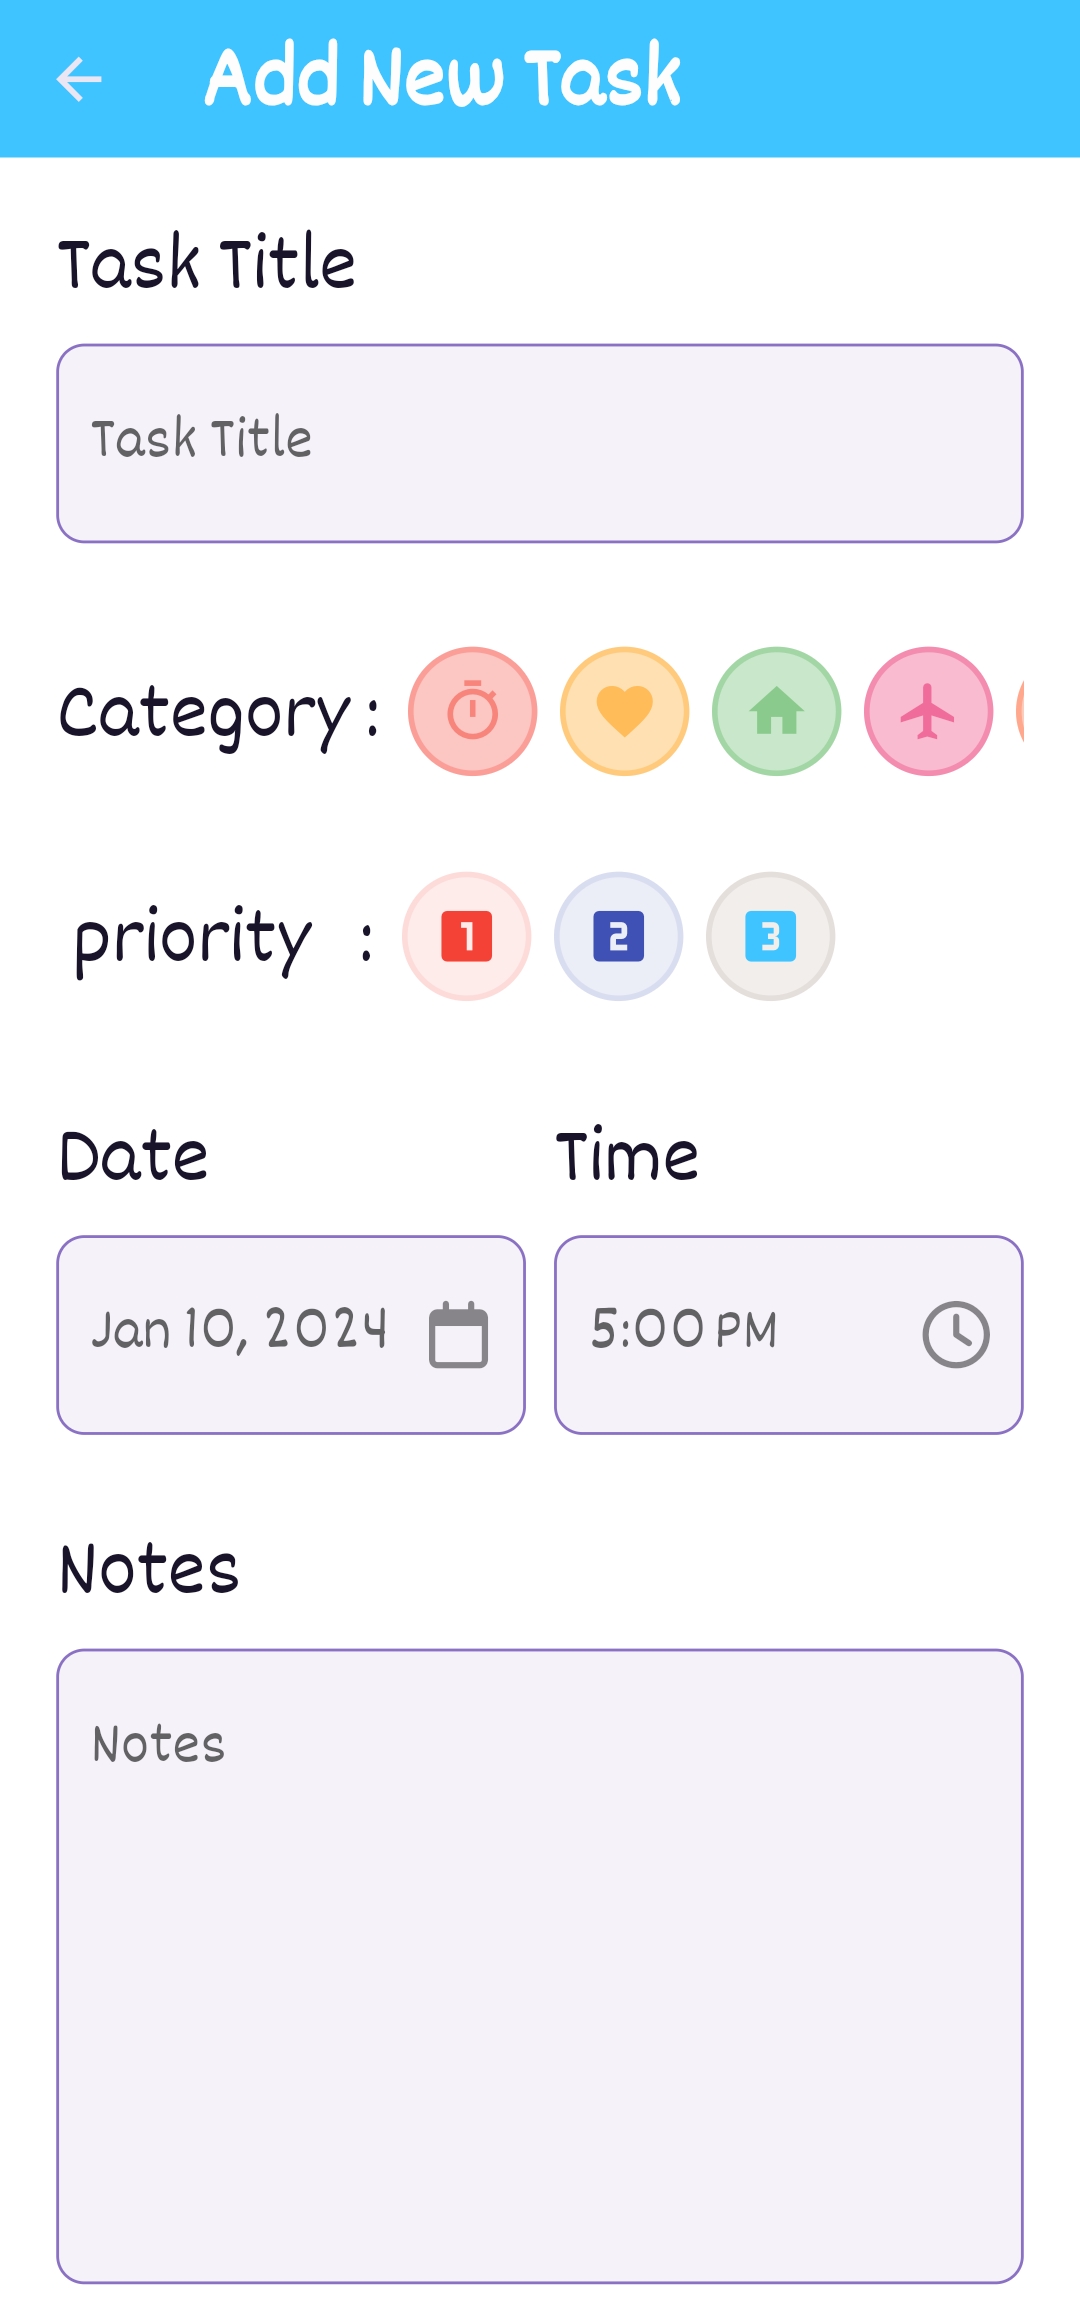 Add New Task
Task Title
Task Title
Category :
priority : 1 2 3
Date Time
Jan 10, 2024 5:00 PM
Notes
Notes